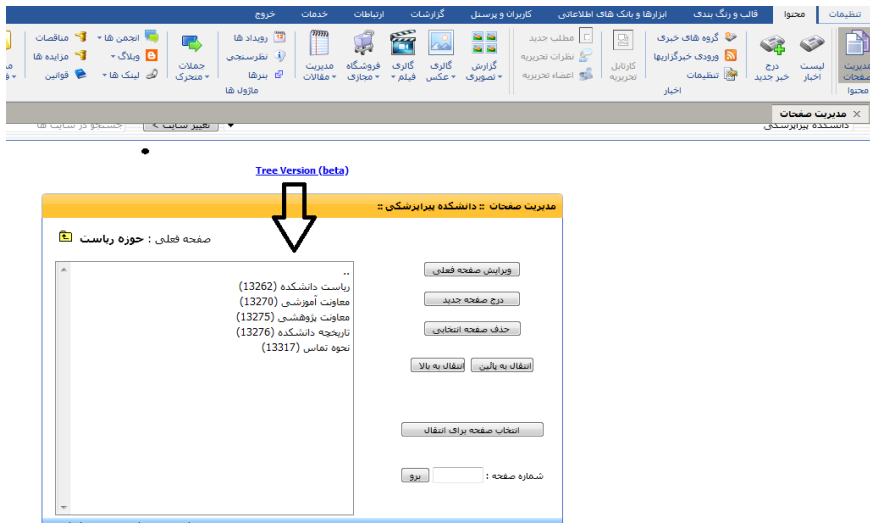 تنظیمات محتوا قالب و رنگ بندی ابزارها و بانک های اطلاعاتی کاربران و پرسنل گزارشات ارتباطات خدمات خروج
مدیریت صفحات
لیست اخبار
درج خبر جدید
گروه های خبری
ورودی خبرگزاریها
تنظیمات
کارتابل تحریریه
مطلب جدید
نظرات تحریریه
اعضاء تحریریه
گزارش تصویری
گالری عکس
گالری فیلم
فروشگاه مجازی
مدیریت مقالات
رویداد ها
نظرسنجی
بنرها
جملات متحرک
انجمن ها
وبلاگ
لینک ها
مناقصات
مزایده ها
قوانین
محتوا اخبار ماژول ها
مدیریت صفحات ×
دانشکده پیراپزشکی تغییر سایت > جستجو در سایت ها
Tree Version (beta)
مدیریت صفحات :: دانشکده پیراپزشکی ::
صفحه فعلی : حوزه ریاست
ویرایش صفحه فعلی
درج صفحه جدید
حذف صفحه انتخابی
انتقال به پائین انتقال به بالا
انتخاب صفحه برای انتقال
شماره صفحه : برو
..
ریاست دانشکده (13262)
معاونت آموزشی (13270)
معاونت پژوهشی (13275)
تاریخچه دانشکده (13276)
نحوه تماس (13317)